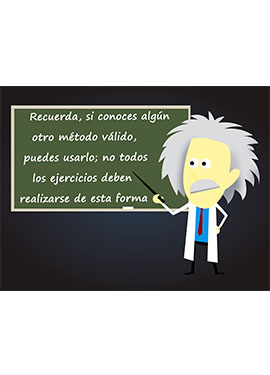 Recuerda, si conoces algún
otro método válido,
puedes usarlo; no todos
los ejercicios deben
realizarse de esta forma